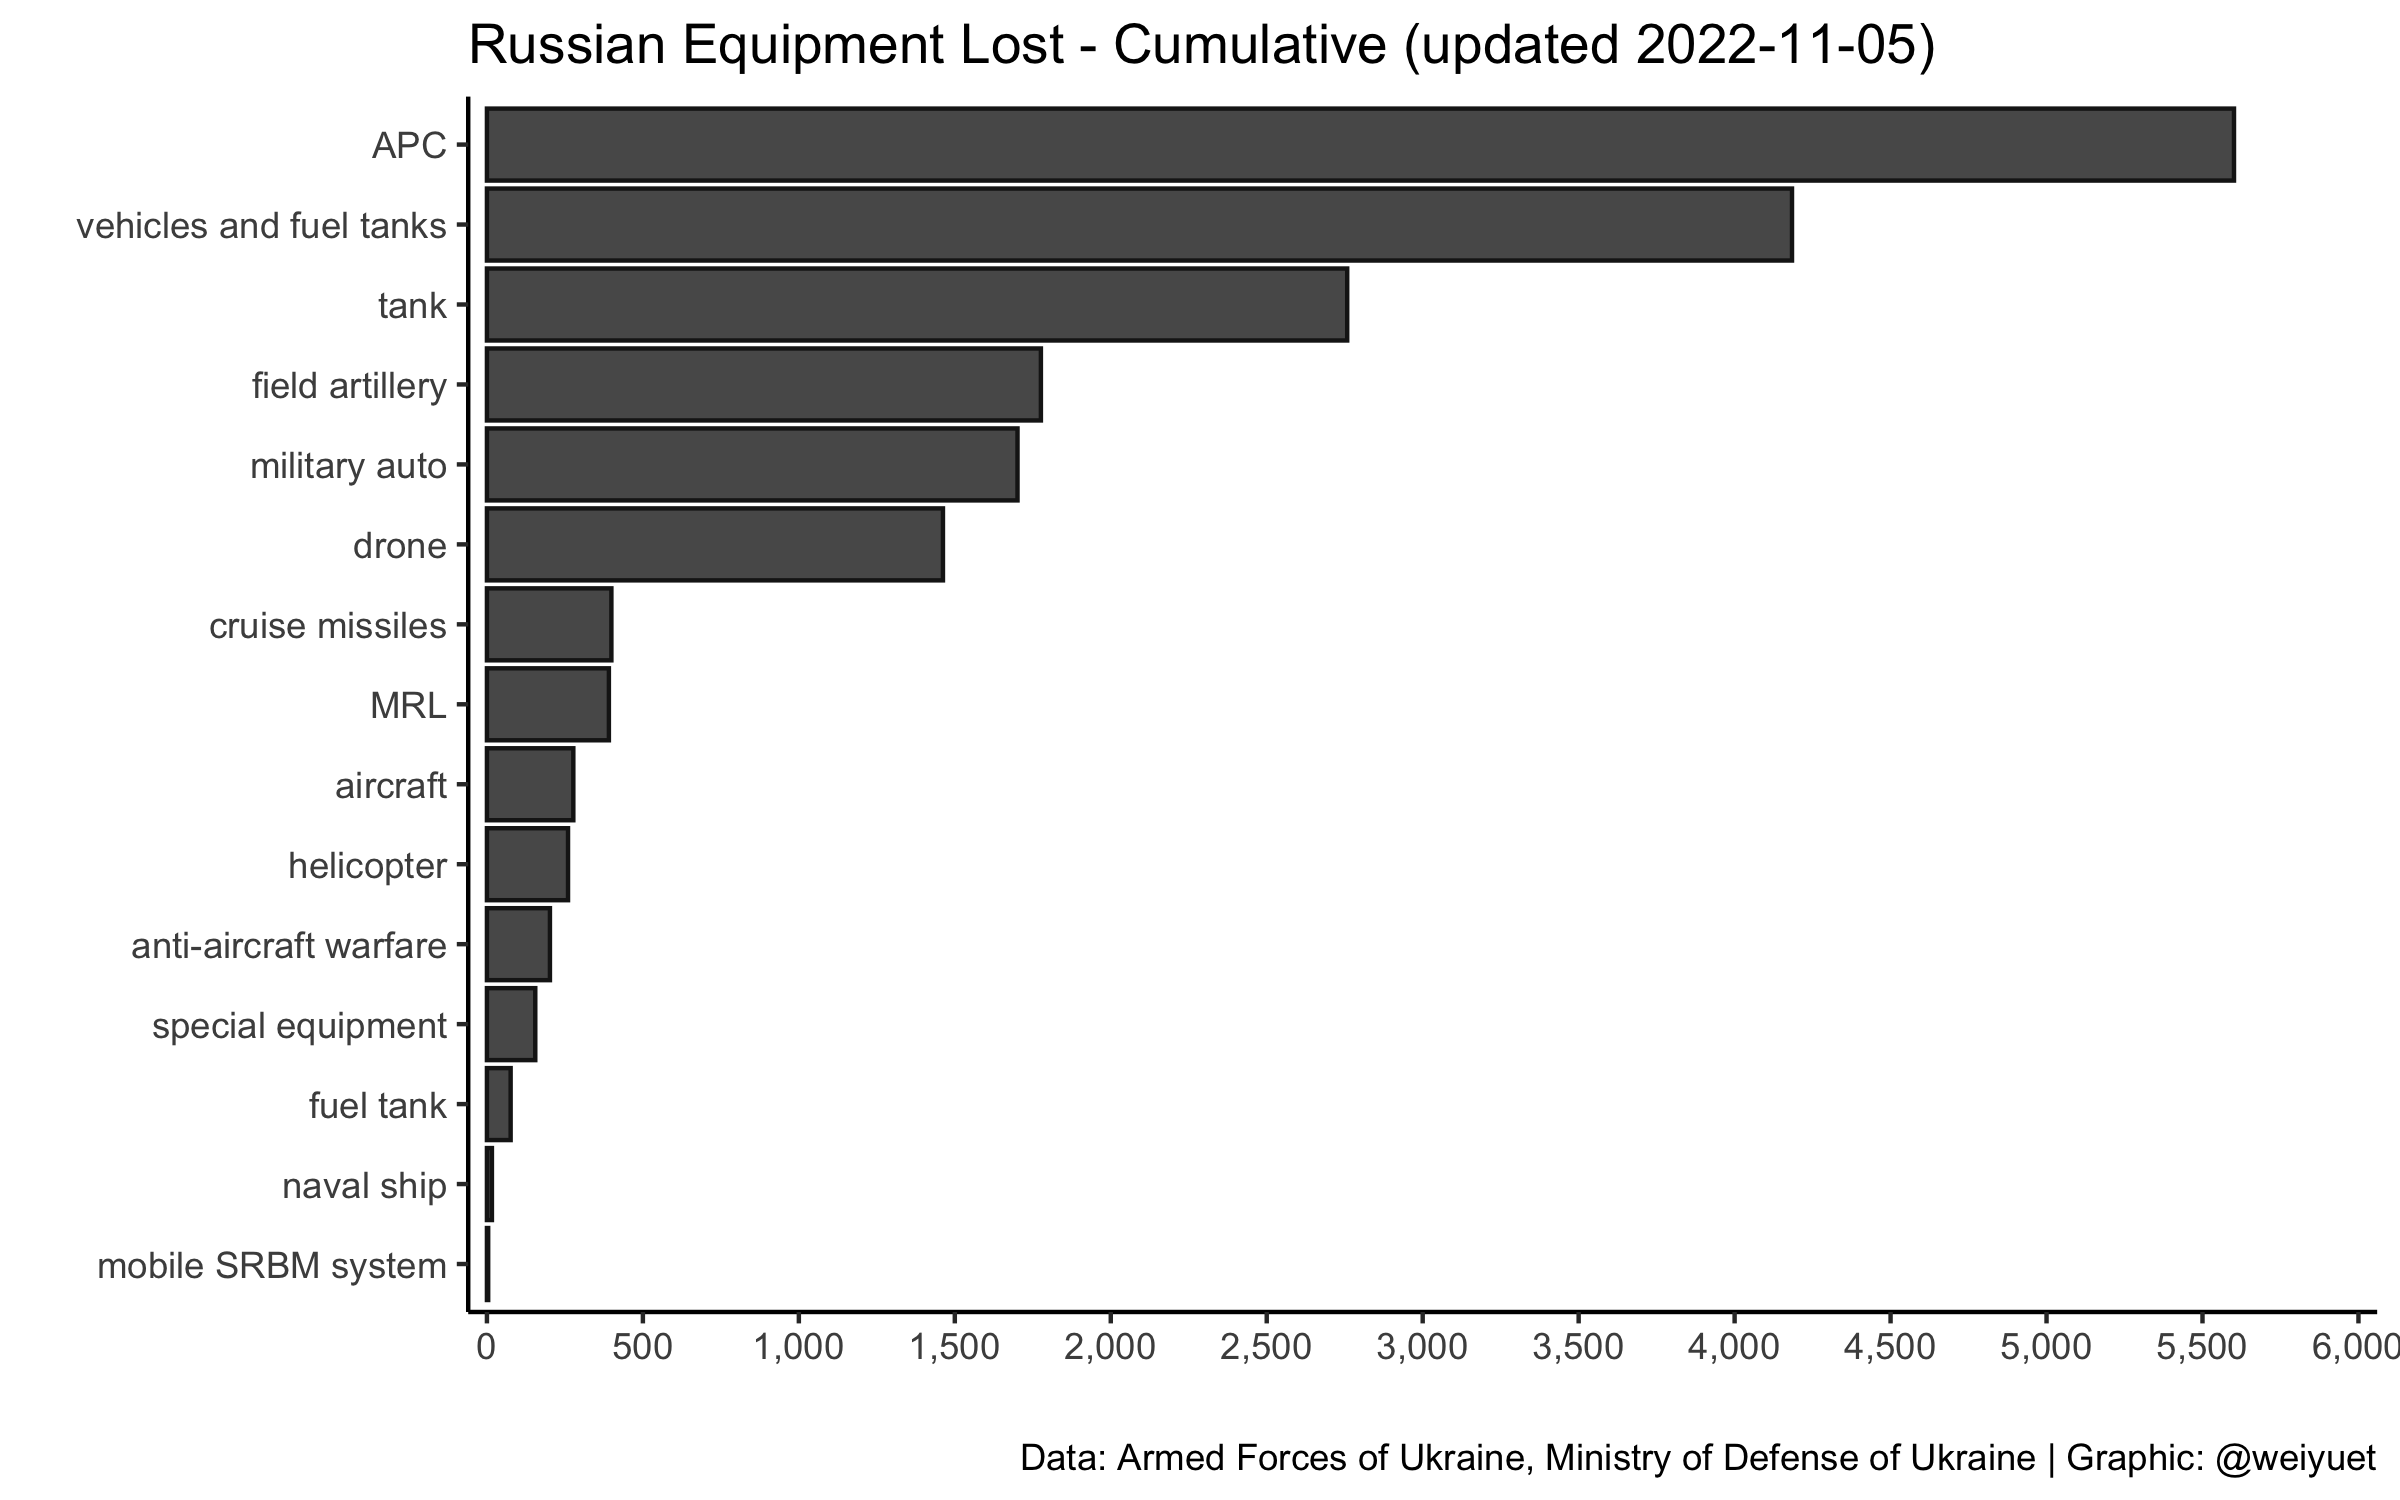 Russian Equipment Lost - Cumulative (updated 2022-11-05)
APC
vehicles and fuel tanks
tank
field artillery
military auto
drone
cruise missiles
MRL
aircraft
helicopter
anti-aircraft warfare
special equipment
fuel tank
naval ship
mobile SRBM system
0 500 1,000 1,500 2,000 2,500 3,000 3,500 4,000 4,500 5,000 5,500 6,000
Data: Armed Forces of Ukraine, Ministry of Defense of Ukraine | Graphic: @weiyuet